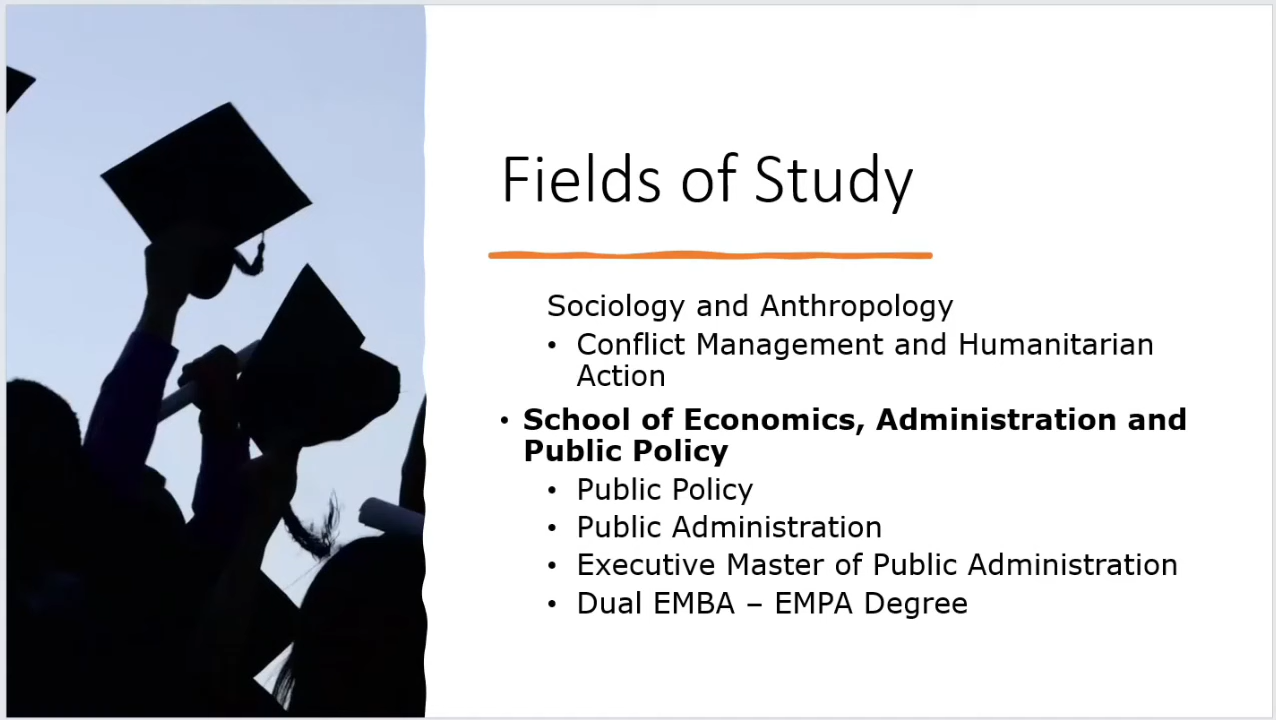 Fields of Study
Sociology and Anthropology
• Conflict Management and Humanitarian
Action
• School of Economics, Administration and
Public Policy
• Public Policy
• Public Administration
• Executive Master of Public Administration
• Dual EMBA – EMPA Degree